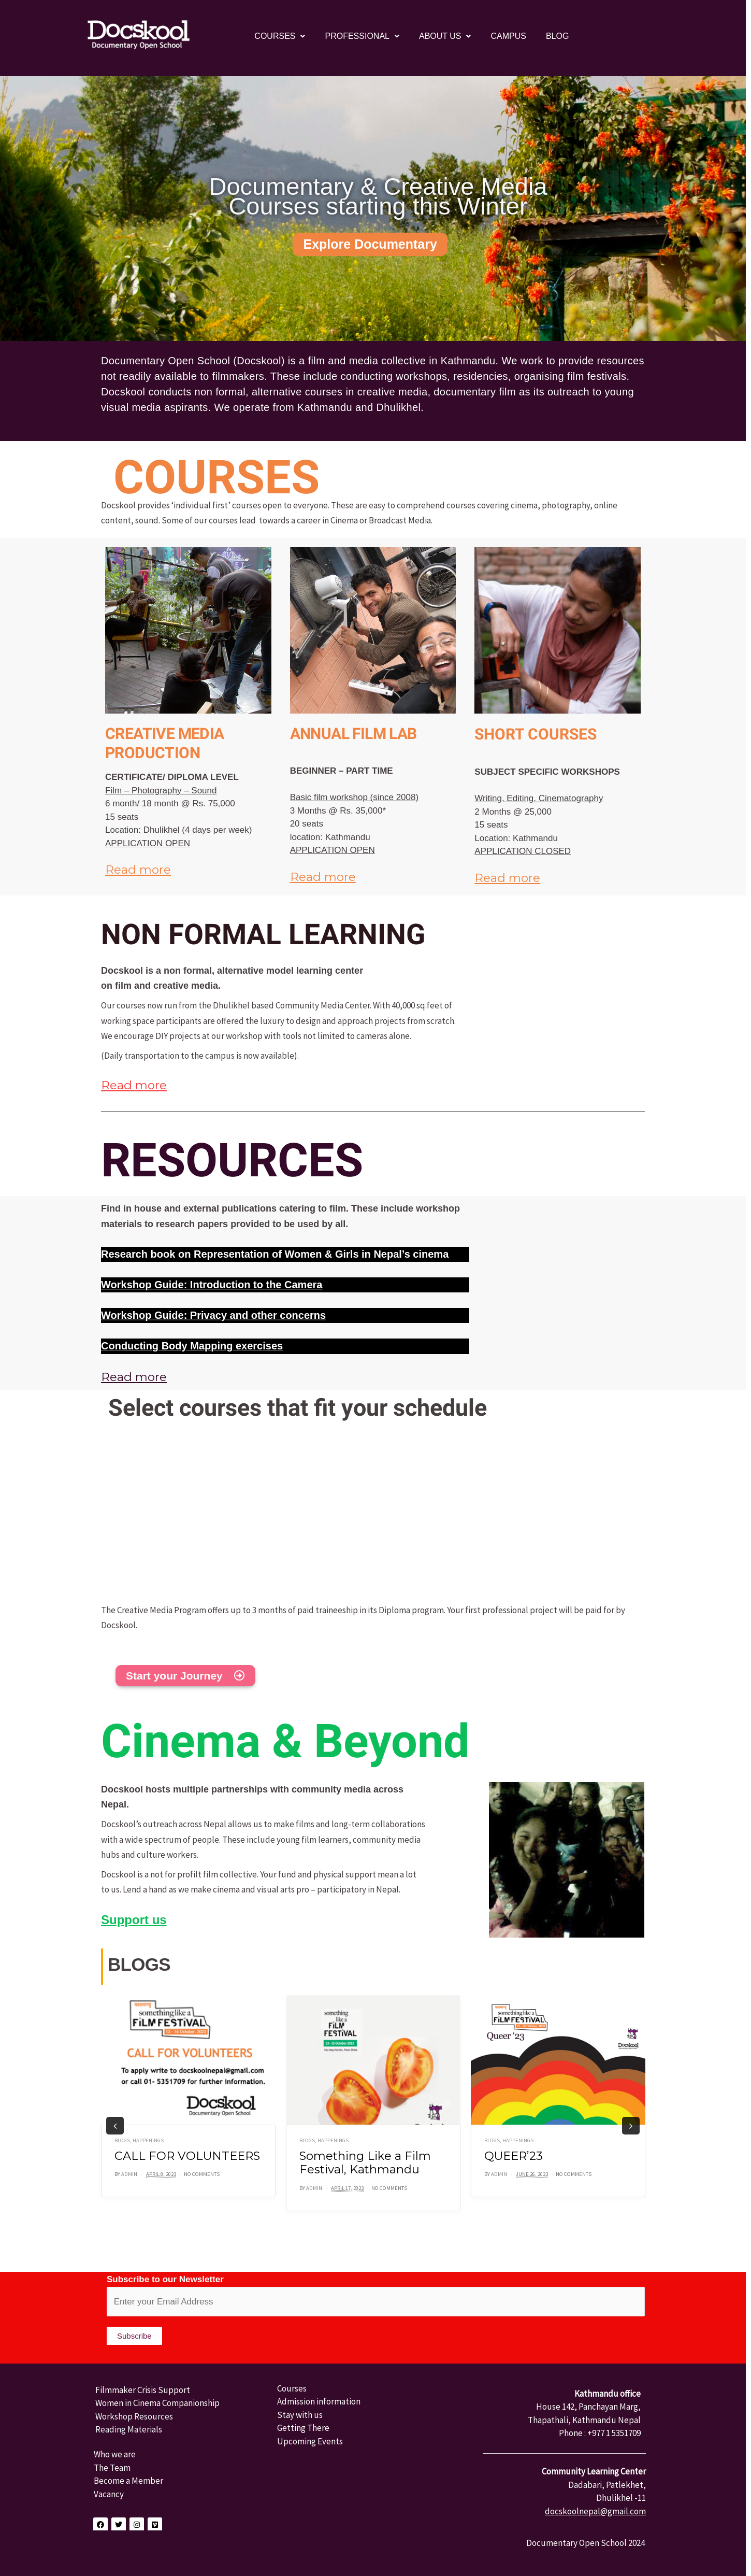 Docskool
Documentary Open School
COURSES
PROFESSIONAL
ABOUT US
CAMPUS
BLOG
Documentary & Creative Media
Courses starting this Winter
Explore Documentary
Documentary Open School (Docskool) is a film and media collective in Kathmandu. We work to provide resources
not readily available to filmmakers. These include conducting workshops, residencies, organising film festivals.
Docskool conducts non formal, alternative courses in creative media, documentary film as its outreach to young
visual media aspirants. We operate from Kathmandu and Dhulikhel.
COURSES
Docskool provides ‘individual first’ courses open to everyone. These are easy to comprehend courses covering cinema, photography, online
content, sound. Some of our courses lead towards a career in Cinema or Broadcast Media.
CREATIVE MEDIA
PRODUCTION
CERTIFICATE/ DIPLOMA LEVEL
Film – Photography – Sound
6 month/ 18 month @ Rs. 75,000
15 seats
Location: Dhulikhel (4 days per week)
APPLICATION OPEN
Read more
ANNUAL FILM LAB
BEGINNER – PART TIME
Basic film workshop (since 2008)
3 Months @ Rs. 35,000*
20 seats
location: Kathmandu
APPLICATION OPEN
Read more
SHORT COURSES
SUBJECT SPECIFIC WORKSHOPS
Writing, Editing, Cinematography
2 Months @ 25,000
15 seats
Location: Kathmandu
APPLICATION CLOSED
Read more
NON FORMAL LEARNING
Docskool is a non formal, alternative model learning center
on film and creative media.
Our courses now run from the Dhulikhel based Community Media Center. With 40,000 sq.feet of
working space participants are offered the luxury to design and approach projects from scratch.
We encourage DIY projects at our workshop with tools not limited to cameras alone.
(Daily transportation to the campus is now available).
Read more
RESOURCES
Find in house and external publications catering to film. These include workshop
materials to research papers provided to be used by all.
Research book on Representation of Women & Girls in Nepal’s cinema
Workshop Guide: Introduction to the Camera
Workshop Guide: Privacy and other concerns
Conducting Body Mapping exercises
Read more
Select courses that fit your schedule
The Creative Media Program offers up to 3 months of paid traineeship in its Diploma program. Your first professional project will be paid for by
Docskool.
Start your Journey
Cinema & Beyond
Docskool hosts multiple partnerships with community media across
Nepal.
Docskool’s outreach across Nepal allows us to make films and long-term collaborations
with a wide spectrum of people. These include young film learners, community media
hubs and culture workers.
Docskool is a not for profilt film collective. Your fund and physical support mean a lot
to us. Lend a hand as we make cinema and visual arts pro – participatory in Nepal.
Support us
BLOGS
something like a
FILM FESTIVAL
CALL FOR VOLUNTEERS
To apply write to docskoolnepal@gmail.com
or call 01- 5351709 for further information.
Docskool
Documentary Open School
BLOGS, HAPPENINGS
CALL FOR VOLUNTEERS
BY ADMIN · APRIL 8, 2023 · NO COMMENTS
something
like a
FILM
FESTIVAL
BLOGS, HAPPENINGS
Something Like a Film
Festival, Kathmandu
BY ADMIN · APRIL 17, 2023 · NO COMMENTS
something like a
FILM FESTIVAL
Queer ’23
Docskool
BLOGS, HAPPENINGS
QUEER’23
BY ADMIN · JUNE 26, 2023 · NO COMMENTS
Subscribe to our Newsletter
Enter your Email Address
Subscribe
Filmmaker Crisis Support
Women in Cinema Companionship
Workshop Resources
Reading Materials
Who we are
The Team
Become a Member
Vacancy
Courses
Admission information
Stay with us
Getting There
Upcoming Events
Kathmandu office
House 142, Panchayan Marg,
Thapathali, Kathmandu Nepal
Phone : +977 1 5351709
Community Learning Center
Dadabari, Patlekhet,
Dhulikhel -11
docskoolnepal@gmail.com
Documentary Open School 2024